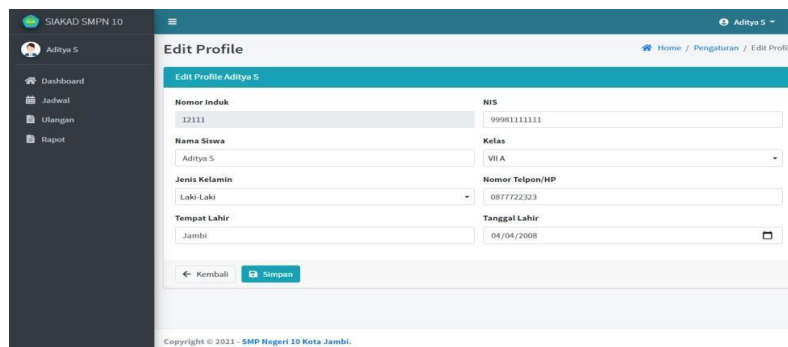 SIAKAD SMPN 10
Aditya S
Aditya S
Dashboard
Jadwal
Ulangan
Rapot
Edit Profile
Home / Pengaturan / Edit Profi
Edit Profile Aditya S
Nomor Induk
NIS
12111
99981111111
Nama Siswa
Kelas
Aditya S
VII A
Jenis Kelamin
Nomor Telpon/HP
Laki-Laki
0877722323
Tempat Lahir
Tanggal Lahir
Jambi
04/04/2008
Kembali
Simpan
Copyright © 2021 - SMP Negeri 10 Kota Jambi.